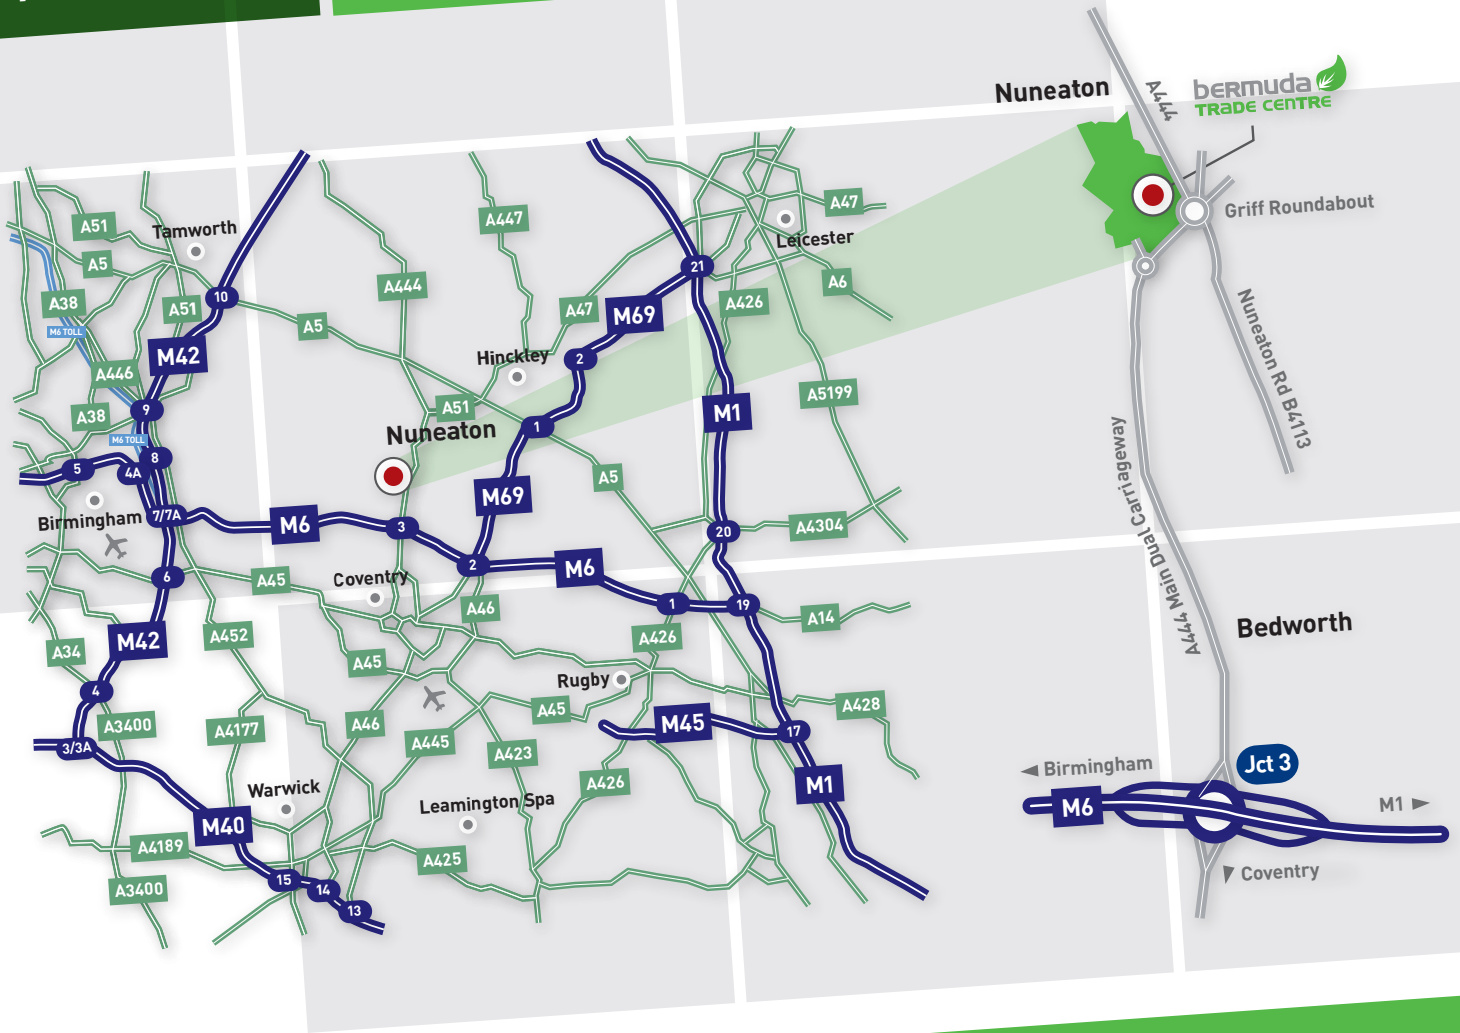 Nuneaton
A444
bermuda
TRADE CENTRE
Griff Roundabout
Nuneaton Rd B4113
A444 Main Dual Carriageway
Bedworth
Jct 3
Birmingham
M6
M1
Coventry
A51
Tamworth
A5
A38
M6 TOLL
A51
10
A5
M42
A446
A38
9
M6 TOLL
8
5
4A
Birmingham
7/7A
M6
6
A45
M42
A452
A34
4
A3400
3/3A
A4177
M40
A4189
A3400
15
14
13
A447
A444
A47
M69
21
A426
Leicester
A47
A6
Hinckley
2
A51
Nuneaton
1
M1
A5199
A5
M69
3
2
M6
20
A4304
Coventry
A46
1
19
A14
A426
A45
Rugby
A45
M45
A428
17
A46
A445
A423
A426
M1
Warwick
Leamington Spa
A425